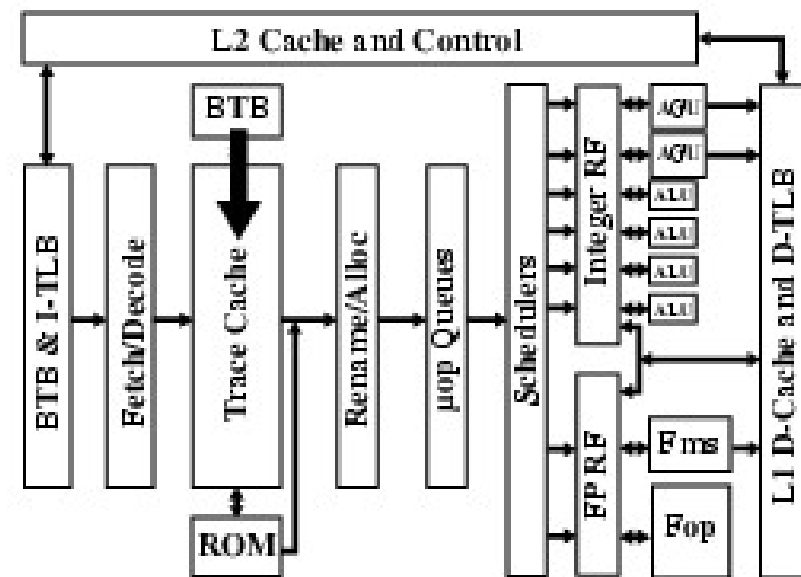 L2 Cache and Control
BTB
BTB & I-TLB
Fetch/Decode
Trace Cache
ROM
Rename/Alloc
µop Queues
Schedulers
Integer RF
FP RF
AGU
AGU
ALU
ALU
ALU
ALU
Fms
Fop
L1 D-Cache and D-TLB